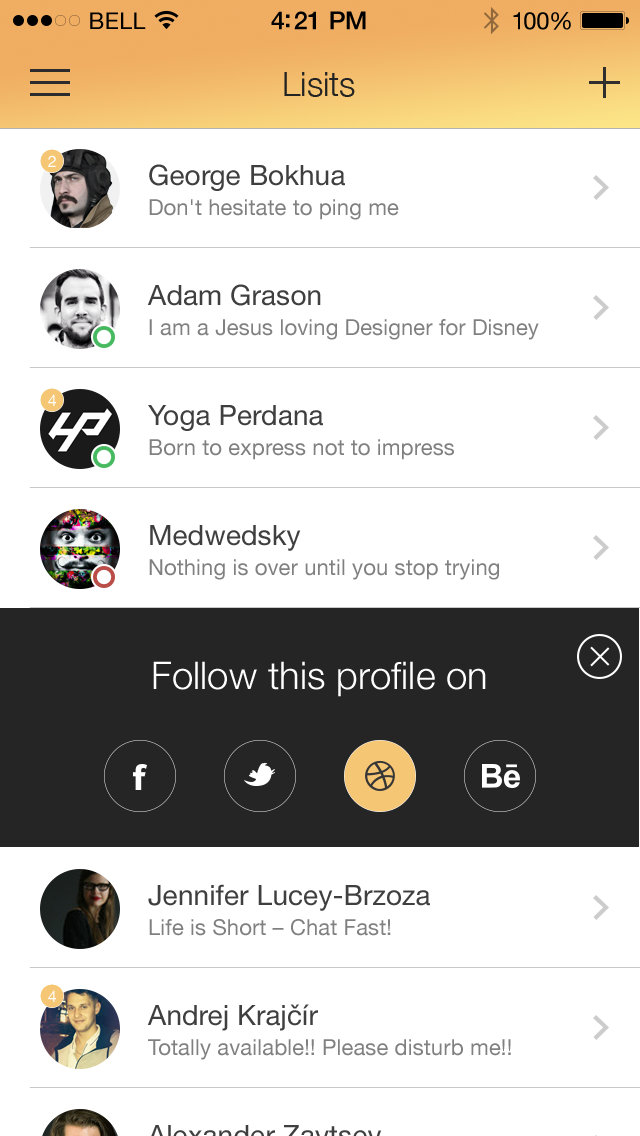 BELL 4:21 PM 100%
Lisits
2
George Bokhua
Don't hesitate to ping me
Adam Grason
I am a Jesus loving Designer for Disney
4
Yoga Perdana
Born to express not to impress
Medwedsky
Nothing is over until you stop trying
Follow this profile on
f
Bē
Jennifer Lucey-Brzoza
Life is Short – Chat Fast!
4
Andrej Krajčír
Totally available!! Please disturb me!!
Alexander Zaytsev